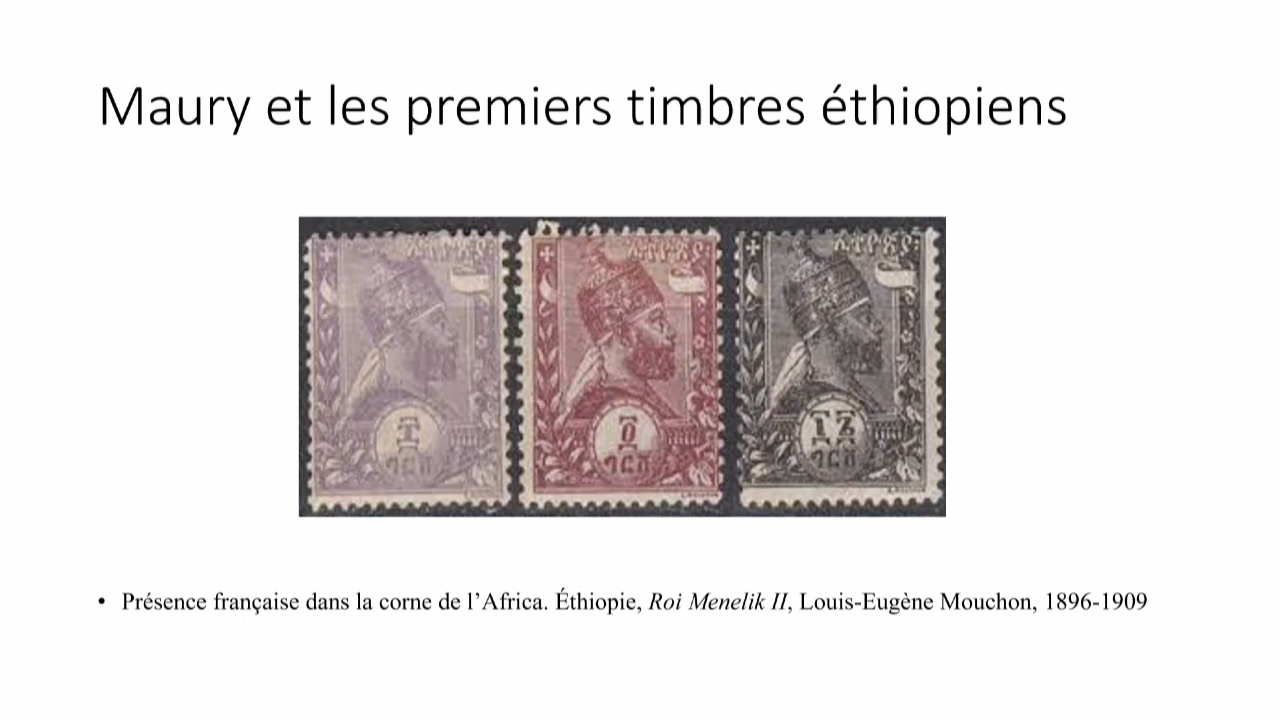 Maury et les premiers timbres éthiopiens
• Présence française dans la corne de l’Africa. Éthiopie, Roi Menelik II, Louis-Eugène Mouchon, 1896-1909